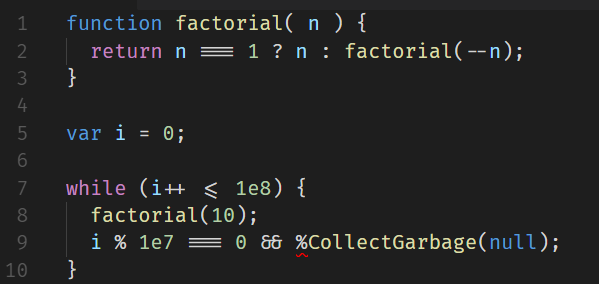 1 function factorial( n ) {
2   return n === 1 ? n : factorial(--n);
3 }
4
5 var i = 0;
6
7 while (i++ <= 1e8) {
8   factorial(10);
9   i % 1e7 === 0 && %CollectGarbage(null);
10 }